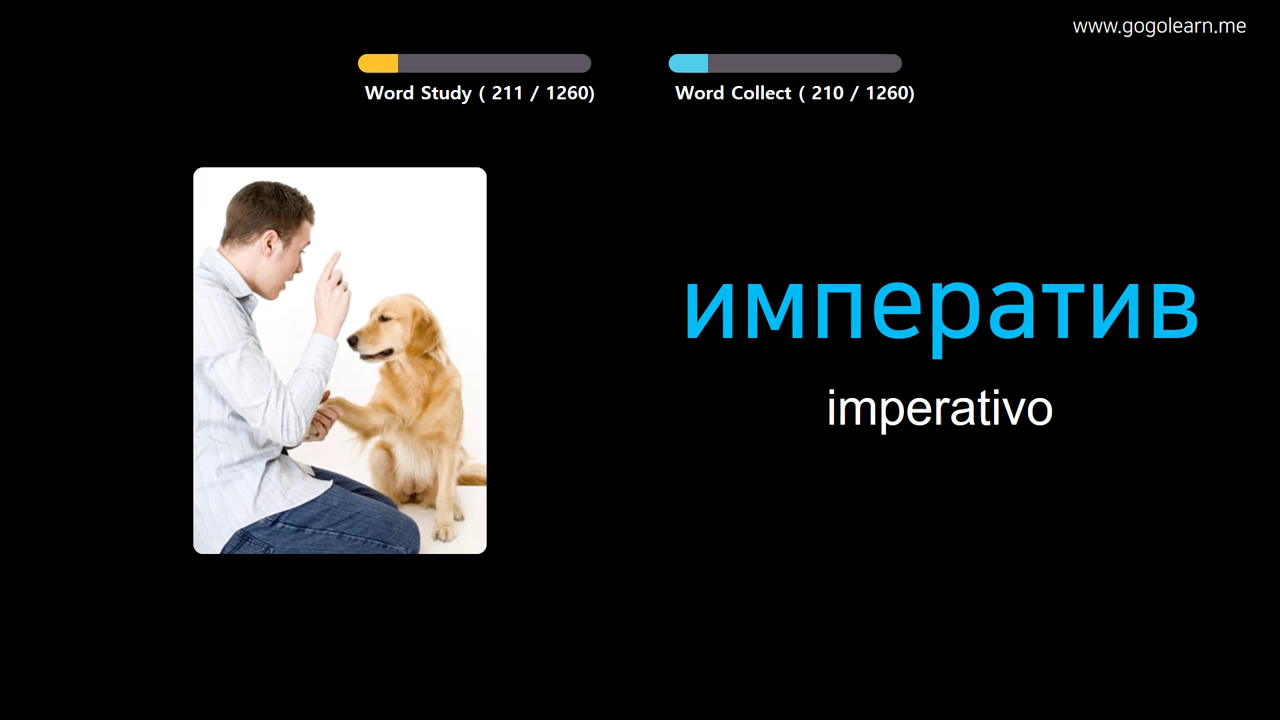 www.gogolearn.me
Word Study ( 211 / 1260)
Word Collect ( 210 / 1260)
императив
imperativo